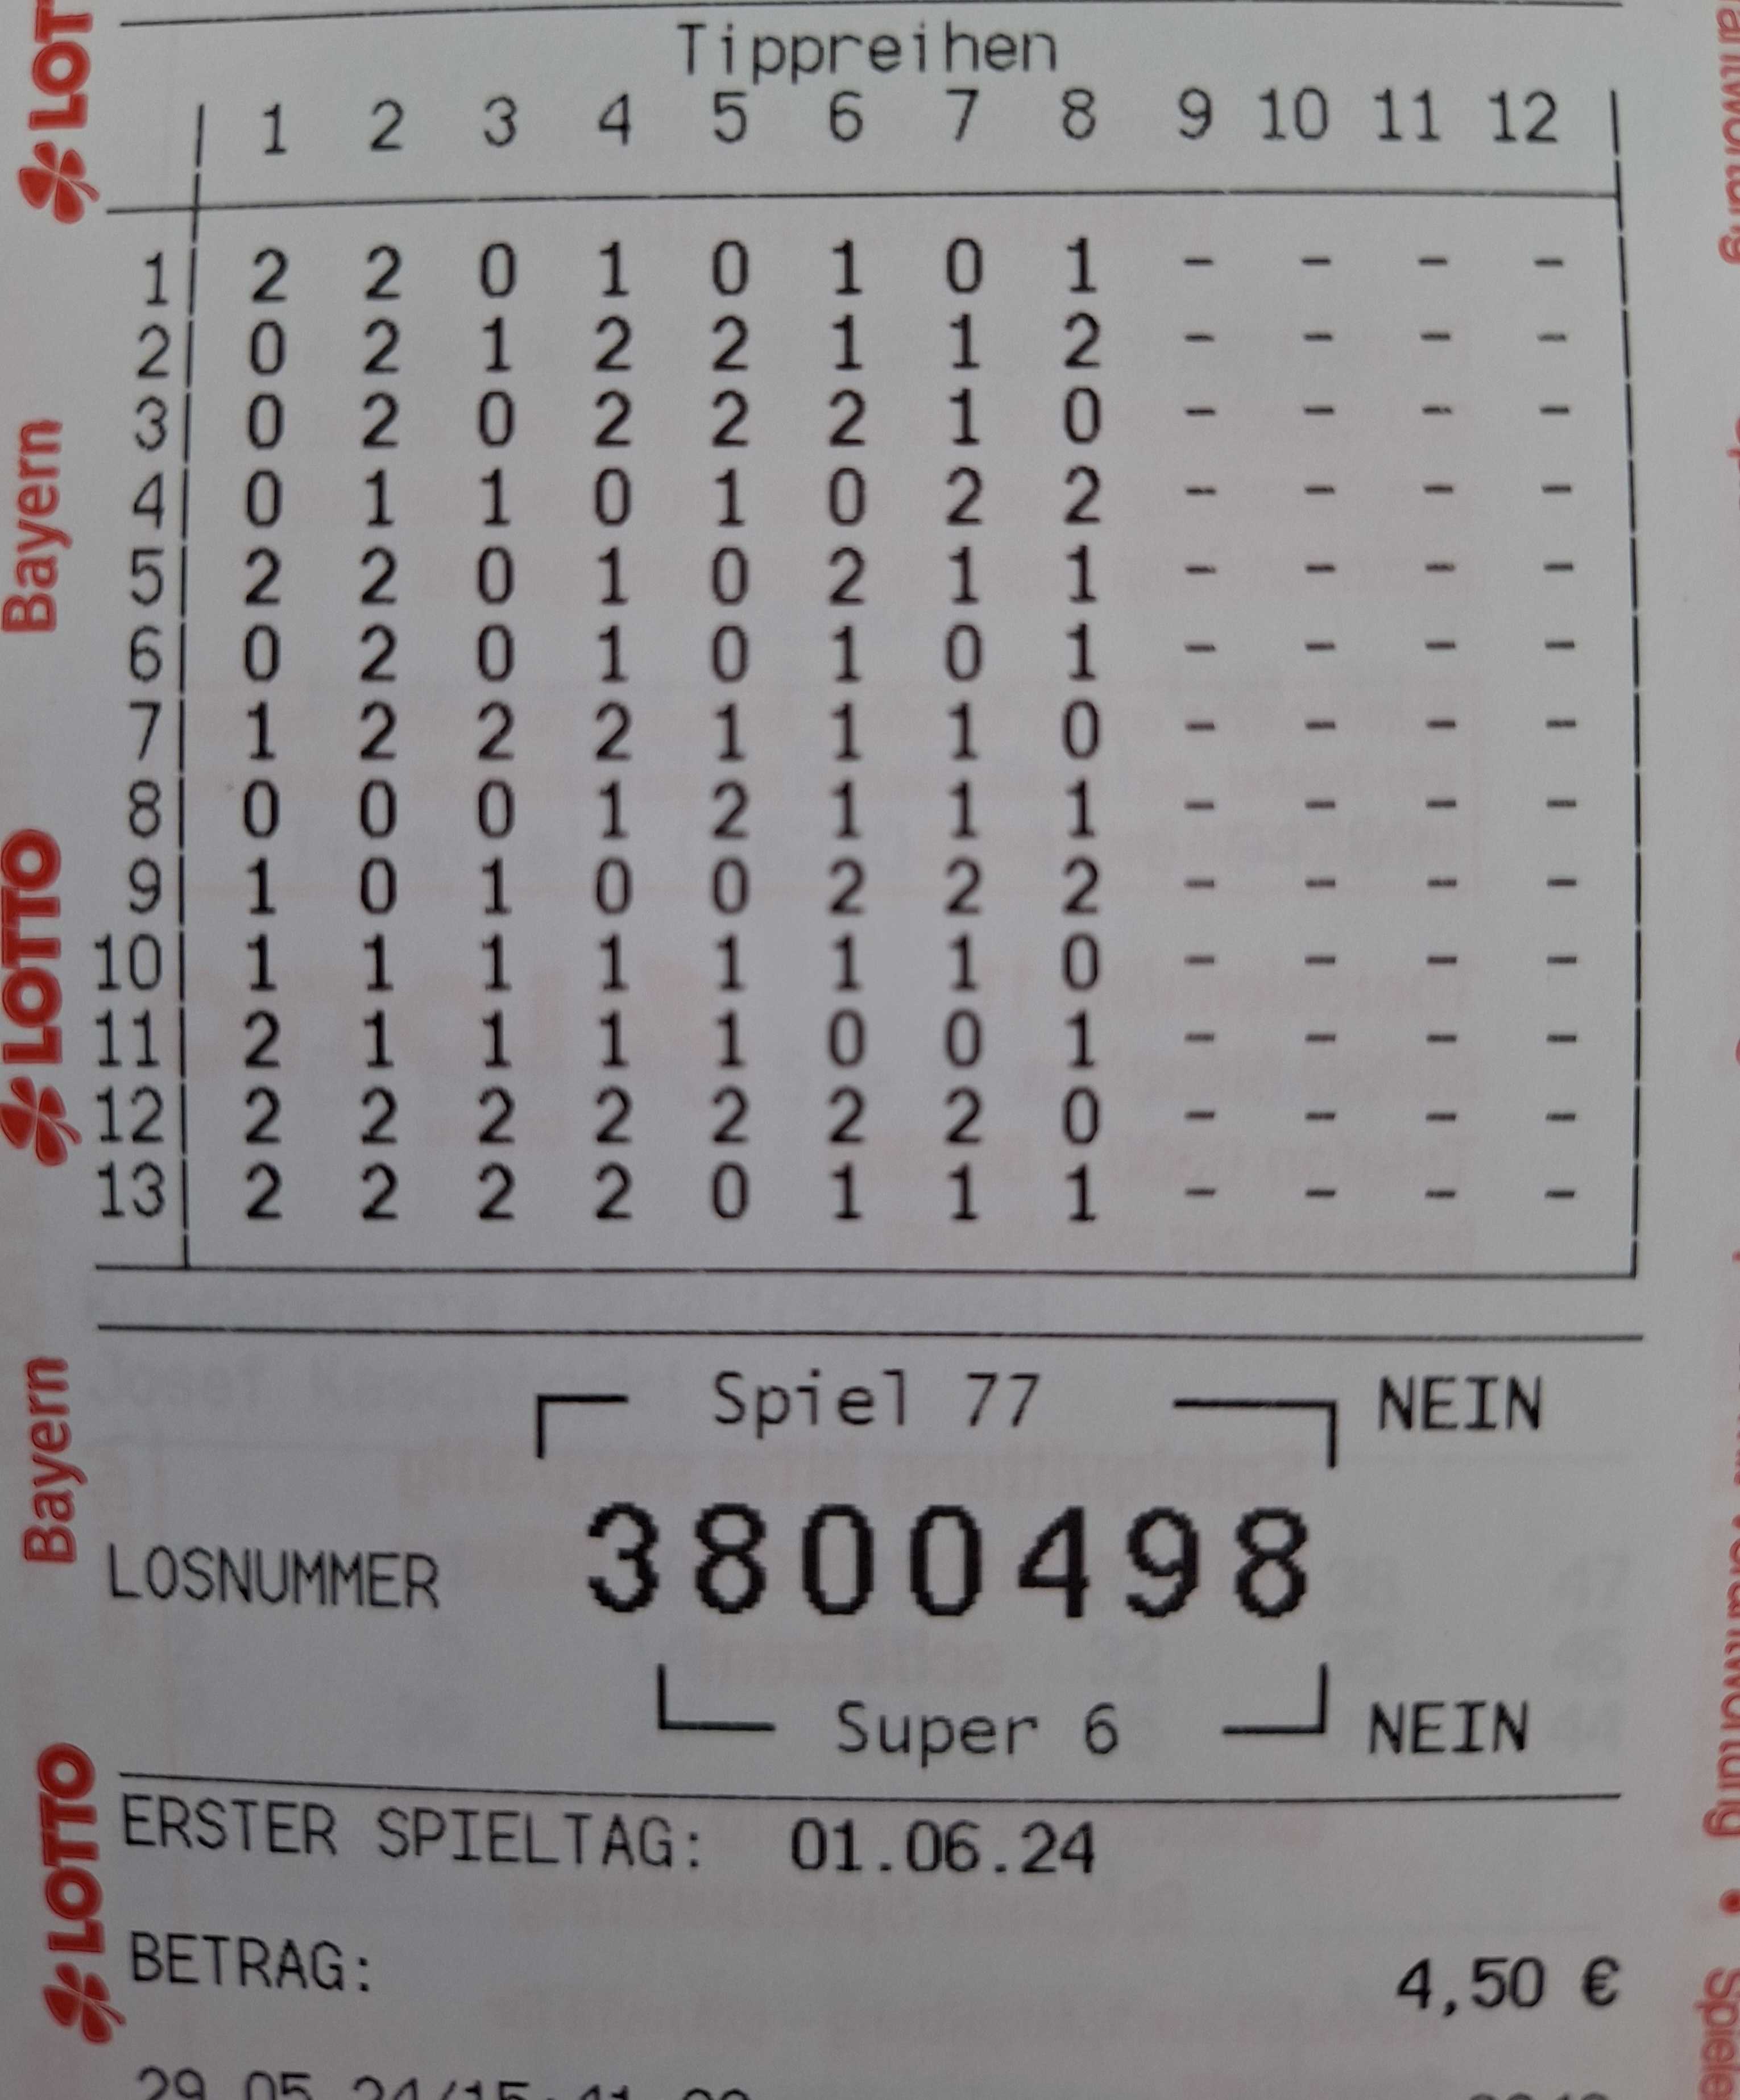 Tippreihen
1 2 3 4 5 6 7 8 9 10 11 12
1 2 2 0 1 0 1 0 1 - - - -
2 0 2 1 2 2 1 1 2 - - - -
3 0 2 0 2 2 2 1 0 - - - -
4 0 1 1 0 1 0 2 2 - - - -
5 2 2 0 1 0 2 1 1 - - - -
6 0 2 0 1 0 1 0 1 - - - -
7 1 2 2 2 1 1 1 0 - - - -
8 0 0 0 1 2 1 1 1 - - - -
9 1 0 1 0 0 2 2 2 - - - -
10 1 1 1 1 1 1 1 0 - - - -
11 2 1 1 1 1 0 0 1 - - - -
12 2 2 2 2 2 2 2 0 - - - -
13 2 2 2 2 0 1 1 1 - - - -
Spiel 77 NEIN
LOSNUMMER 3800498
Super 6 NEIN
ERSTER SPIELTAG: 01.06.24
BETRAG: 4,50 €
LOTTO Bayern LOTTO Bayern LOT